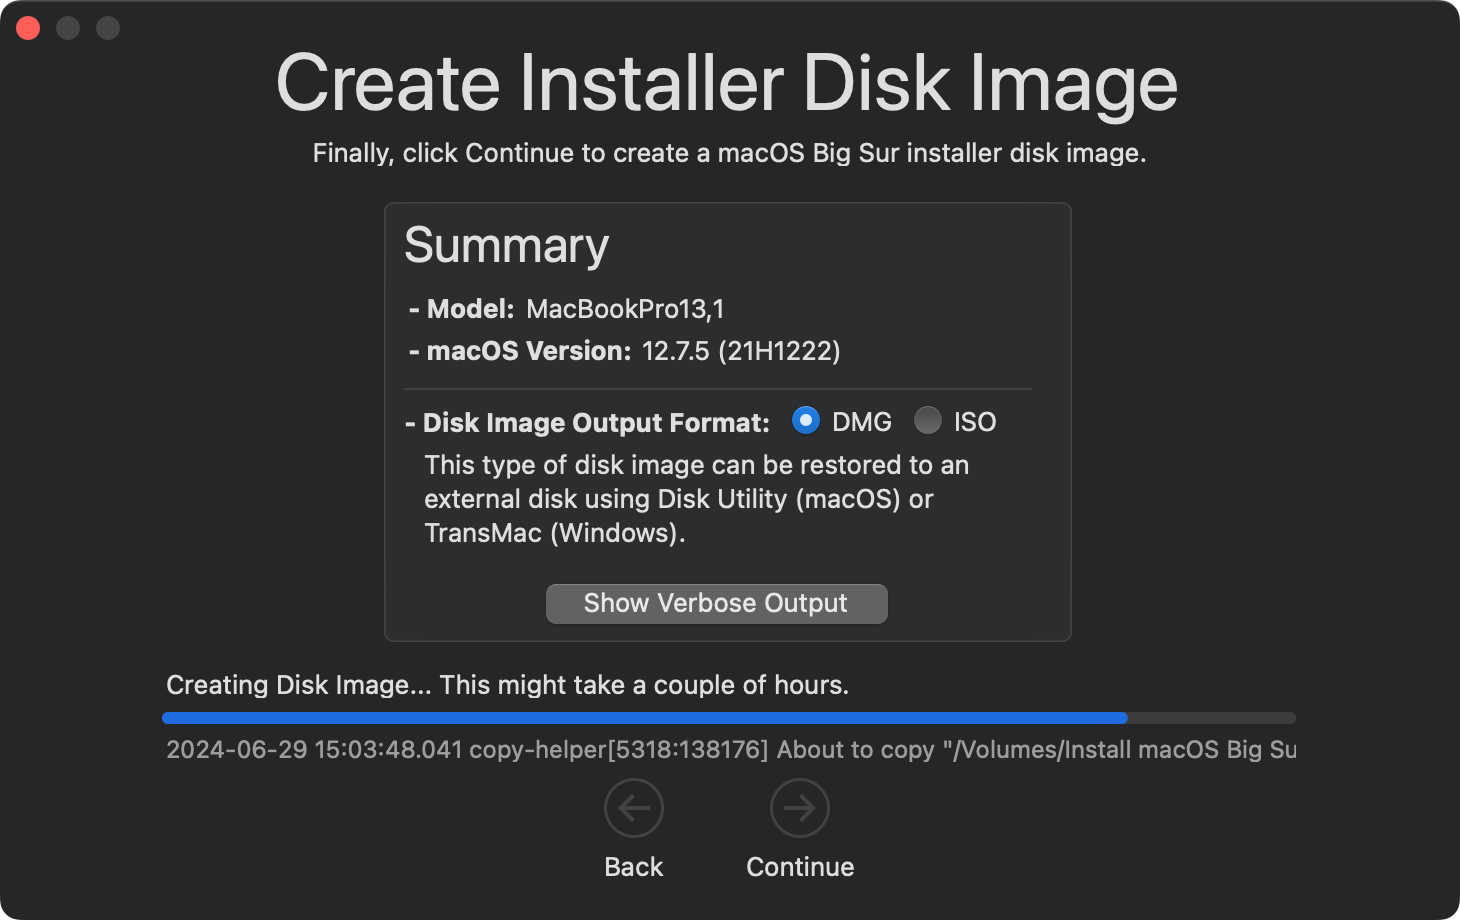 Create Installer Disk Image
Finally, click Continue to create a macOS Big Sur installer disk image.
Summary
- Model: MacBookPro13,1
- macOS Version: 12.7.5 (21H1222)
- Disk Image Output Format: DMG ISO
This type of disk image can be restored to an
external disk using Disk Utility (macOS) or
TransMac (Windows).
Show Verbose Output
Creating Disk Image... This might take a couple of hours.
2024-06-29 15:03:48.041 copy-helper[5318:138176] About to copy "/Volumes/Install macOS Big Su
Back Continue